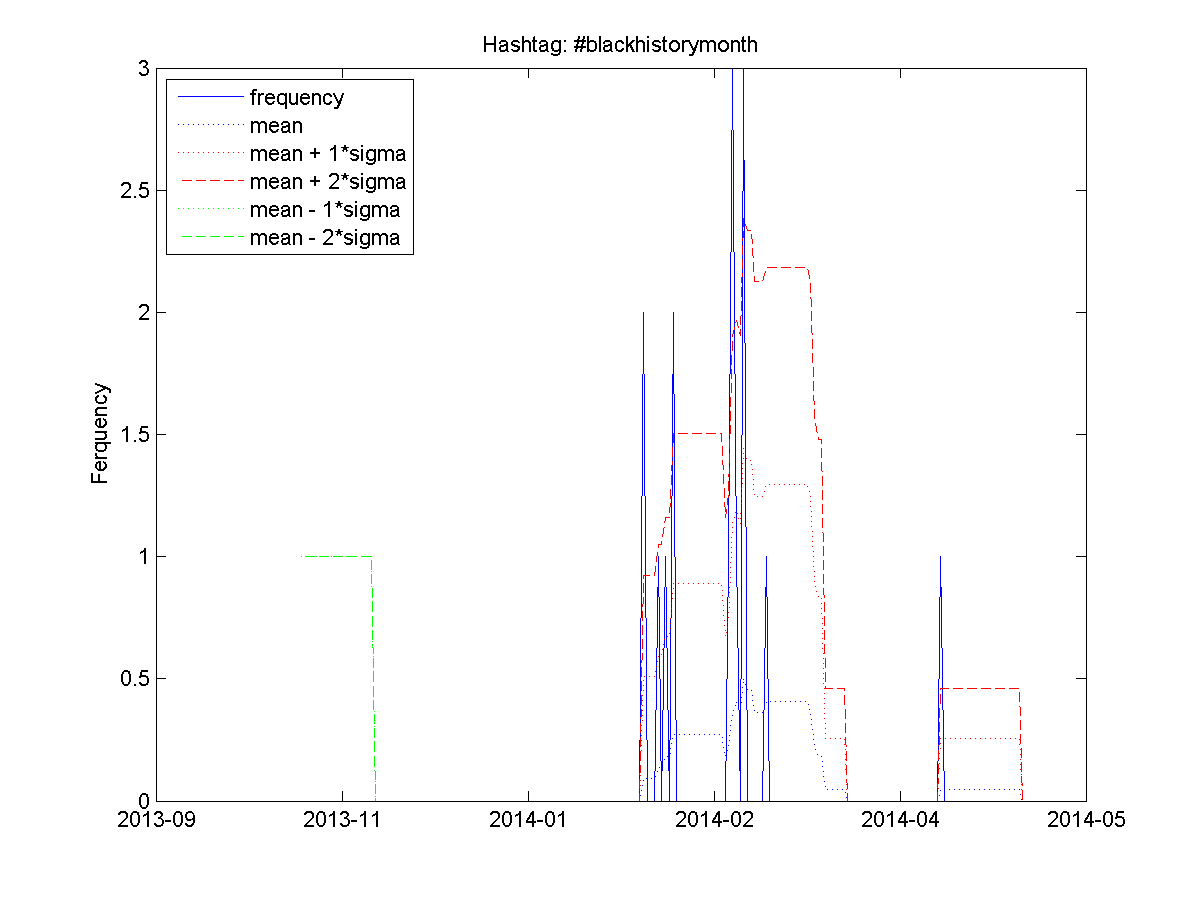 Hashtag: #blackhistorymonth
3
2.5
2
1.5
1
0.5
0
Ferquency
frequency
mean
mean + 1*sigma
mean + 2*sigma
mean - 1*sigma
mean - 2*sigma
2013-09 2013-11 2014-01 2014-02 2014-04 2014-05